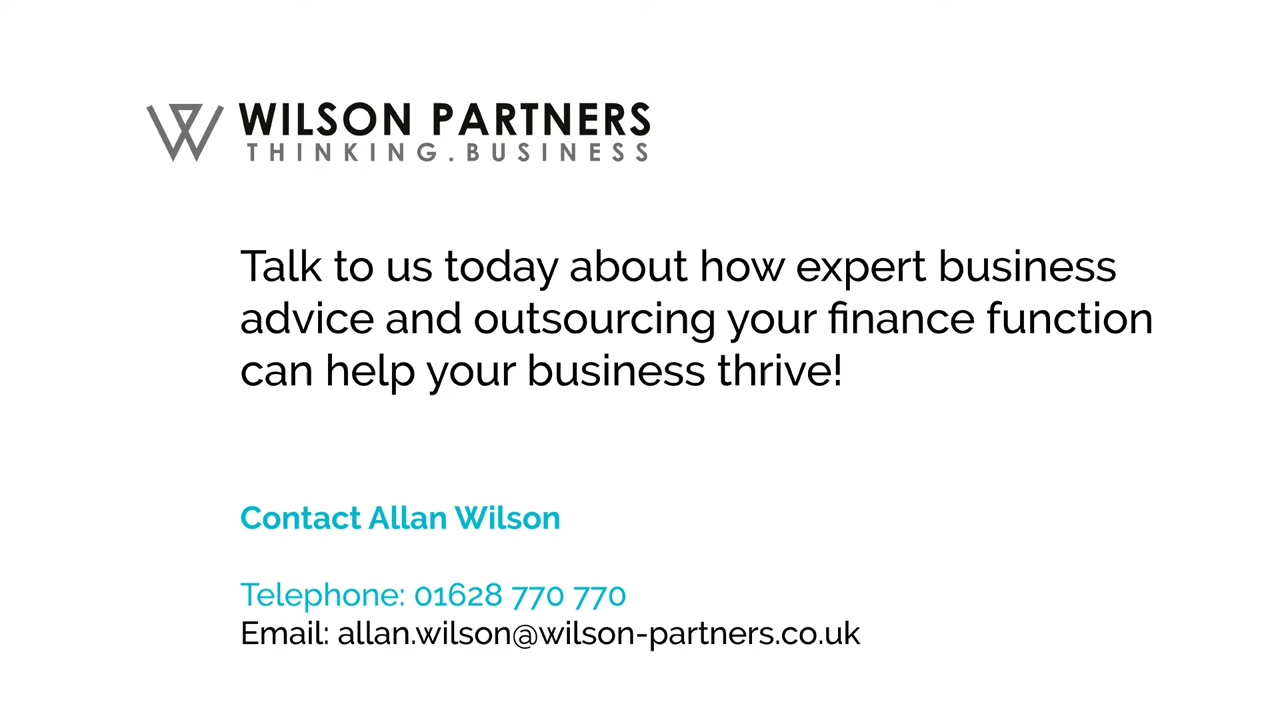 WILSON PARTNERS
THINKING.BUSINESS
Talk to us today about how expert business
advice and outsourcing your finance function
can help your business thrive!
Contact Allan Wilson
Telephone: 01628 770 770
Email: allan.wilson@wilson-partners.co.uk